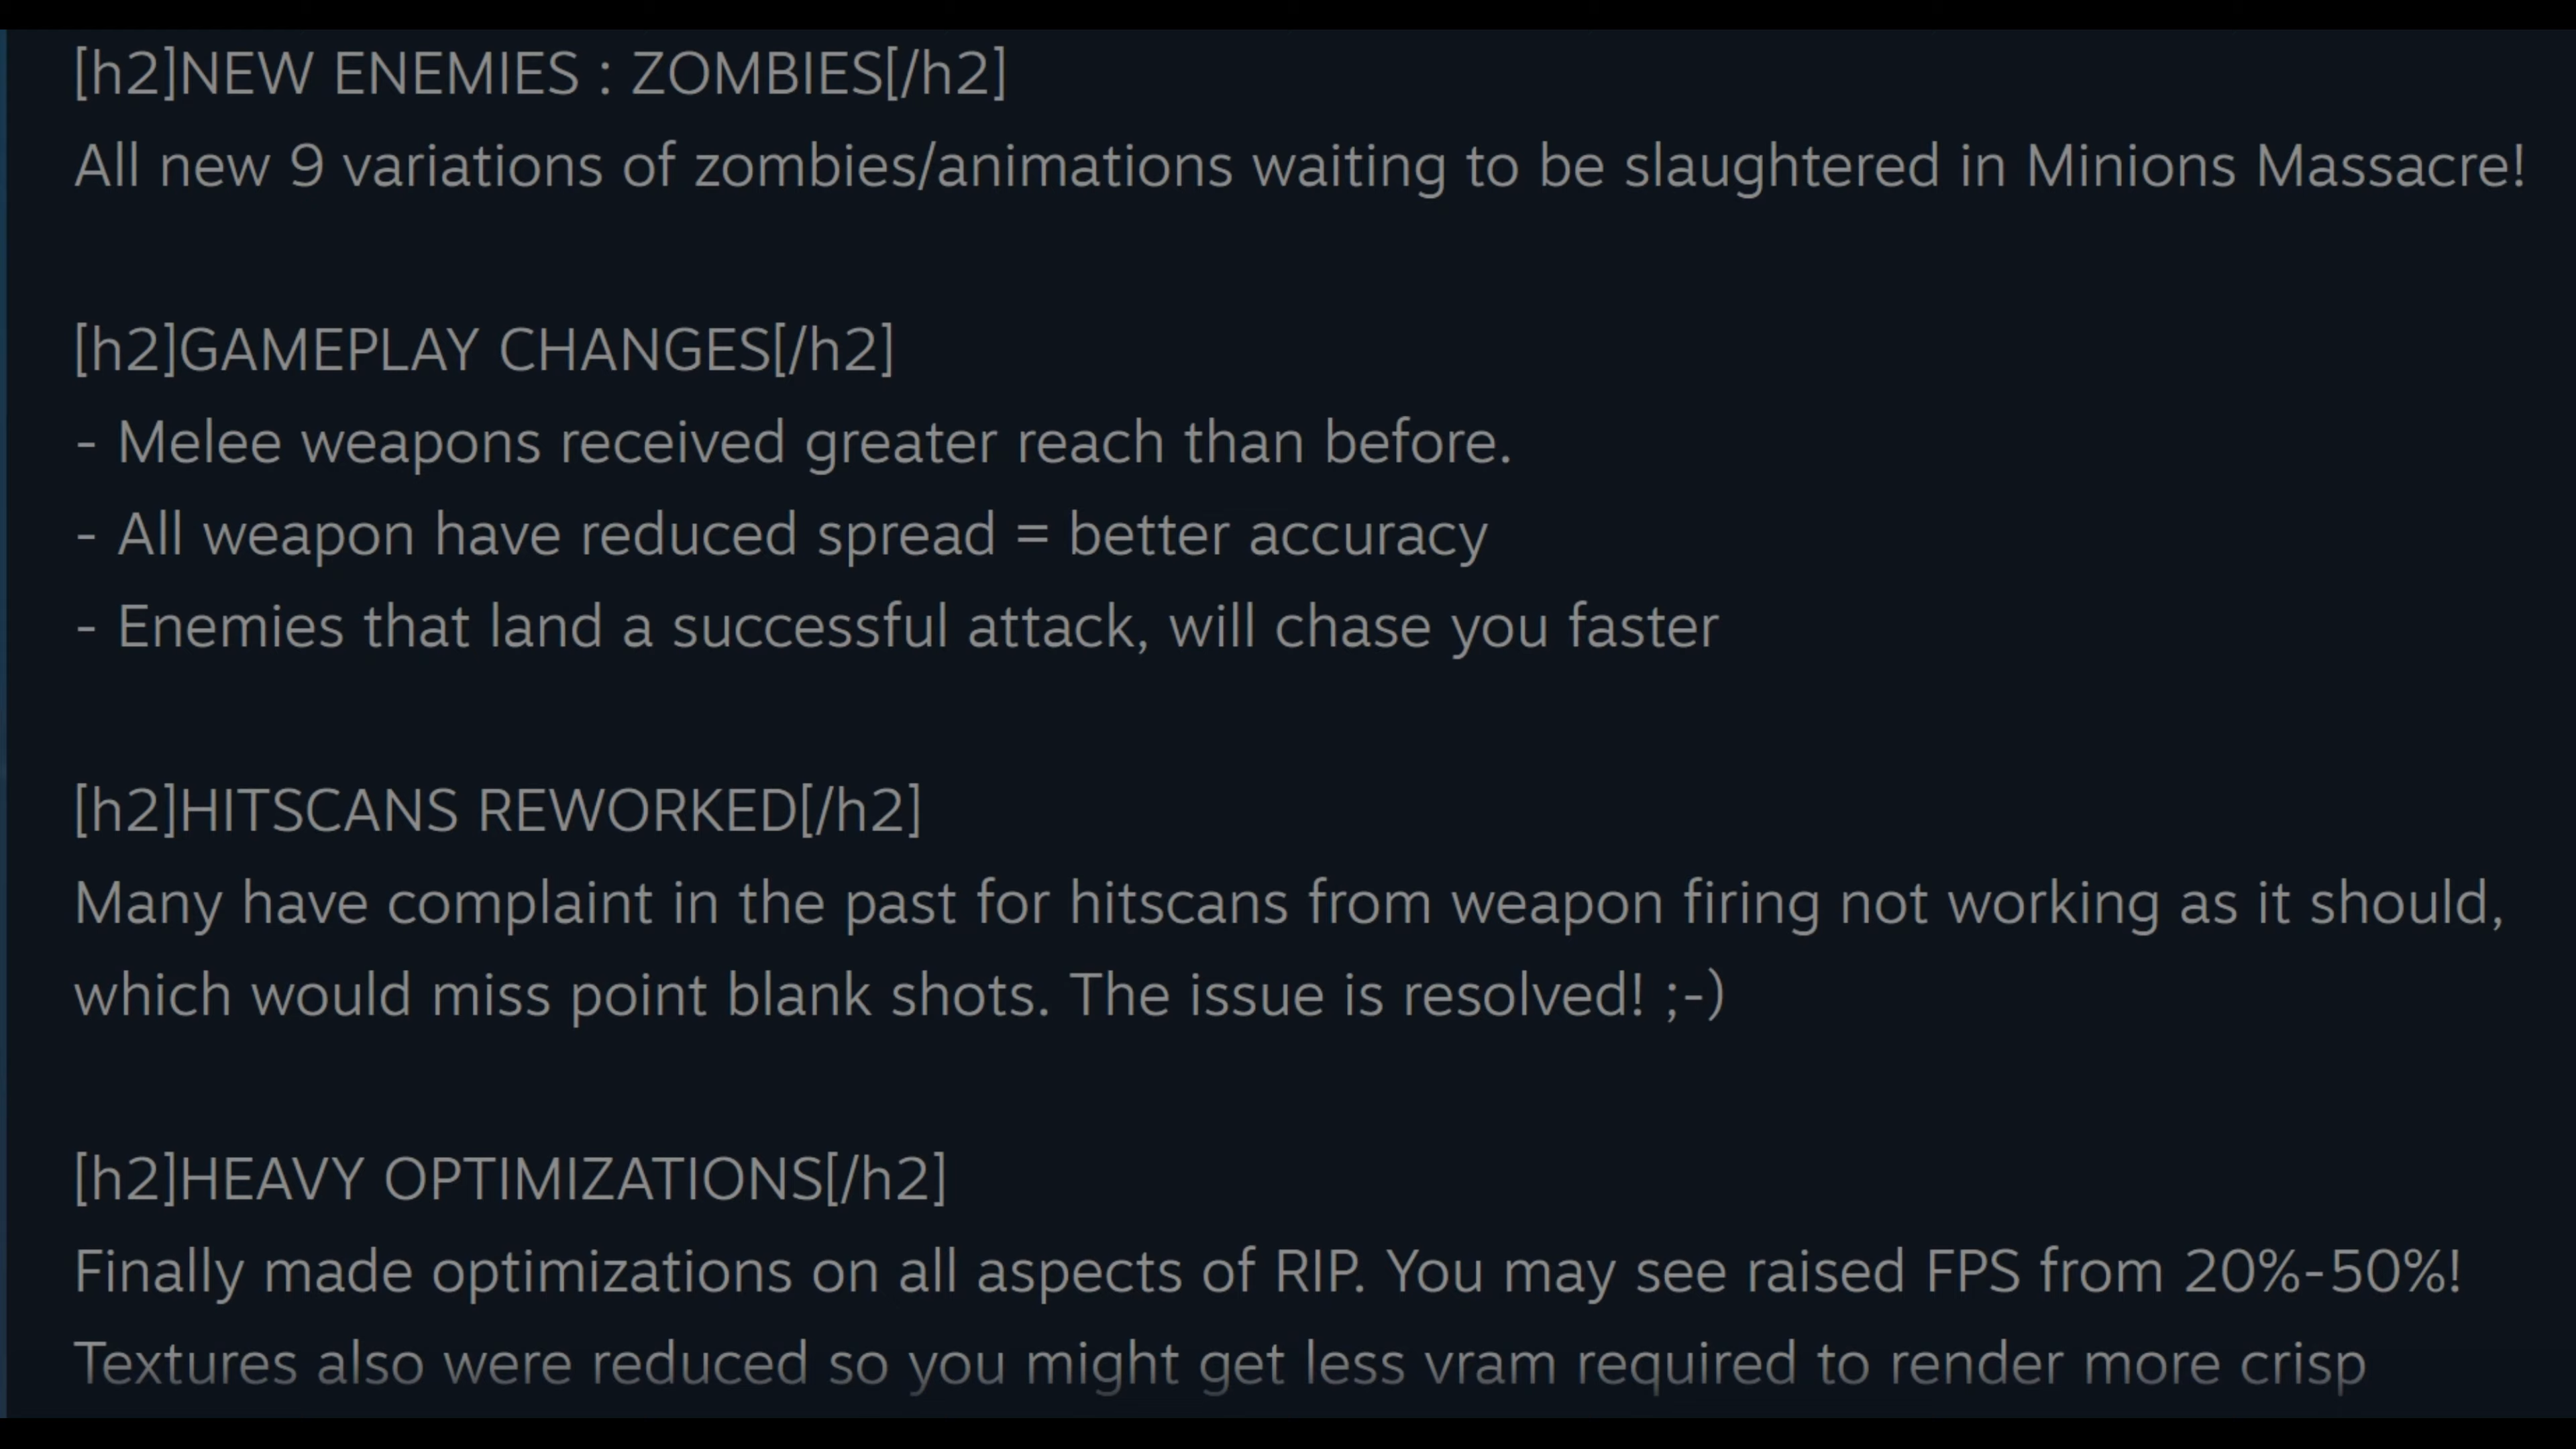 [h2]NEW ENEMIES : ZOMBIES[/h2]
All new 9 variations of zombies/animations waiting to be slaughtered in Minions Massacre!
[h2]GAMEPLAY CHANGES[/h2]
- Melee weapons received greater reach than before.
- All weapon have reduced spread = better accuracy
- Enemies that land a successful attack, will chase you faster
[h2]HITSCANS REWORKED[/h2]
Many have complaint in the past for hitscans from weapon firing not working as it should,
which would miss point blank shots. The issue is resolved! ;-)
[h2]HEAVY OPTIMIZATIONS[/h2]
Finally made optimizations on all aspects of RIP. You may see raised FPS from 20%-50%!
Textures also were reduced so you might get less vram required to render more crisp